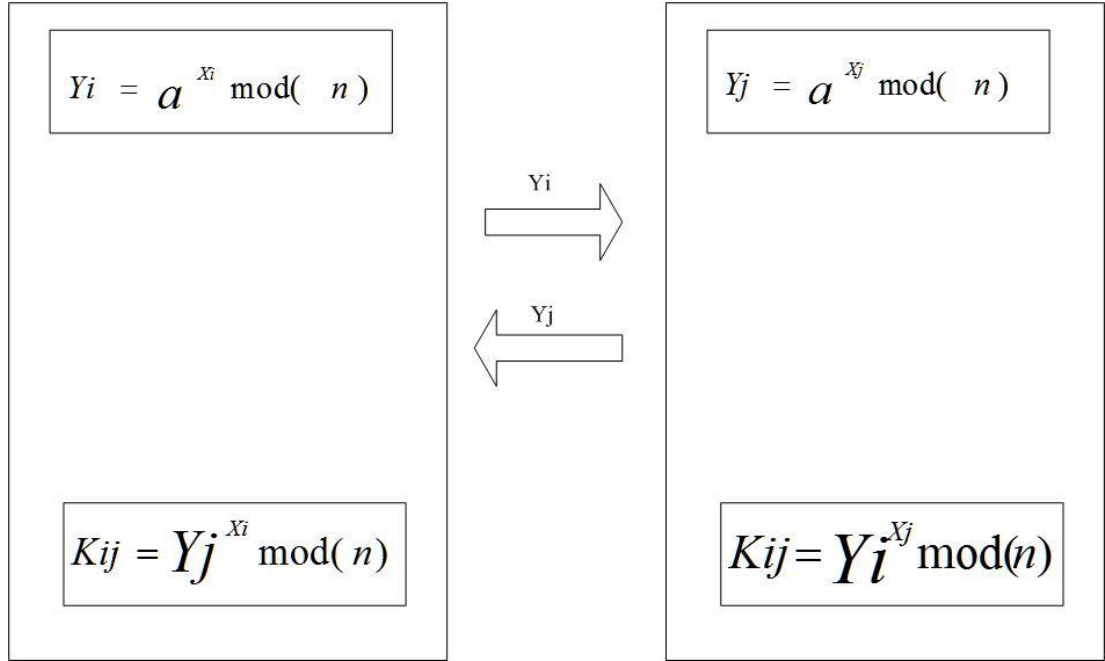 Yi = a^Xi mod( n )
Yj = a^Xj mod( n )
Yi
Yj
Kij = Yj^Xi mod( n )
Kij = Yi^Xj mod(n)